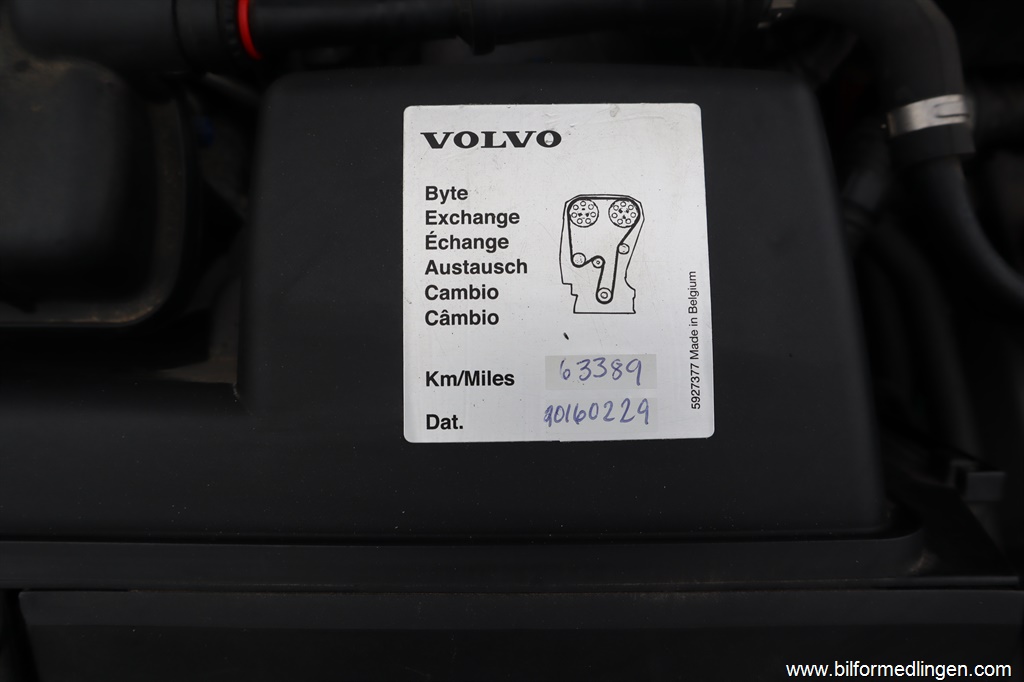 VOLVO
Byte
Exchange
Échange
Austausch
Cambio
Câmbio
Km/Miles 63389
Dat. 20160229
5927377 Made in Belgium
www.bilformedlingen.com